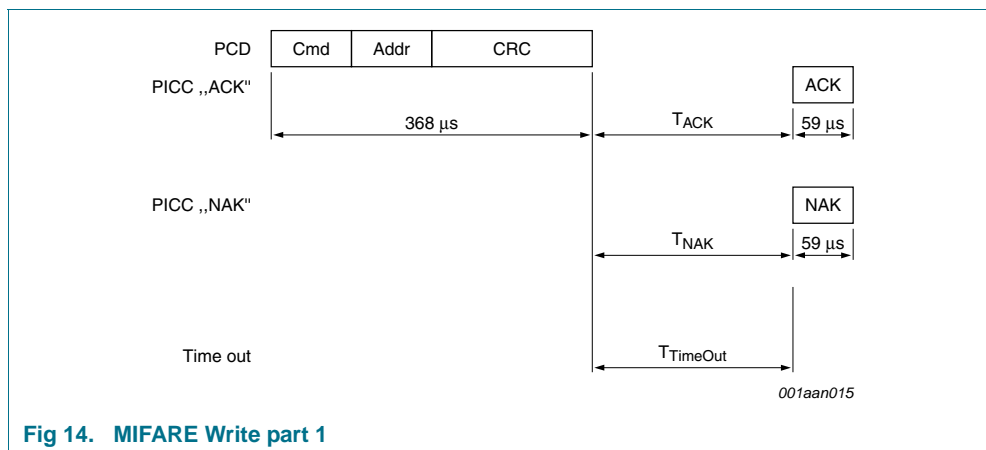 PCD Cmd Addr CRC
PICC ,,ACK" ACK
368 μs TACK 59 μs
PICC ,,NAK" NAK
TNAK 59 μs
Time out TTimeOut
001aan015
Fig 14. MIFARE Write part 1